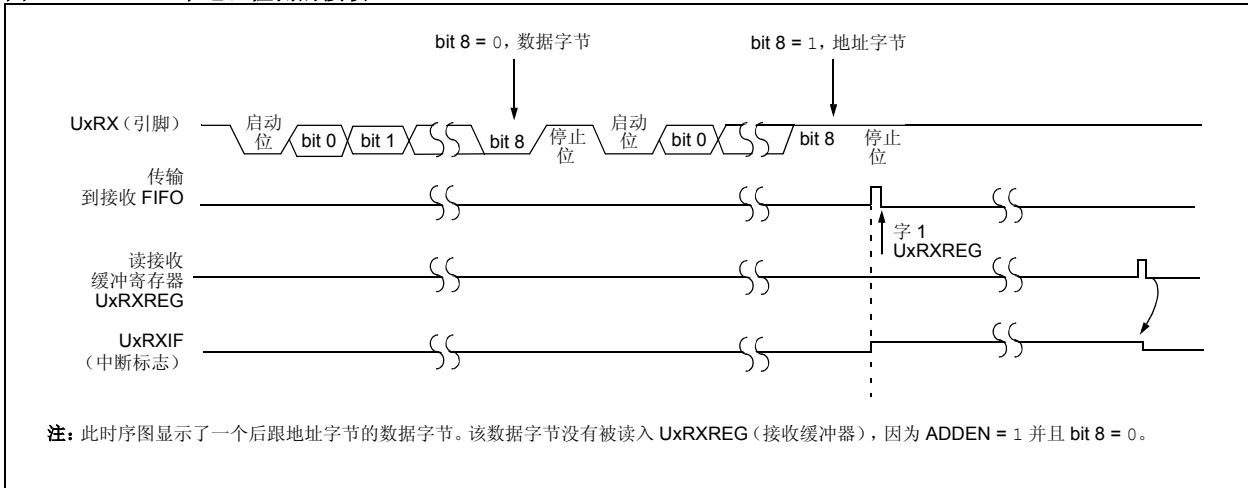 bit 8 = 0，数据字节
bit 8 = 1，地址字节
UxRX（引脚）
启动
位
bit 0
bit 1
bit 8
停止
位
启动
位
bit 0
bit 8
停止
位
传输
到接收 FIFO
字 1
UxRXREG
读接收
缓冲寄存器
UxRXREG
UxRXIF
（中断标志）
注：此时序图显示了一个后跟地址字节的数据字节。该数据字节没有被读入 UxRXREG（接收缓冲器），因为 ADDEN = 1 并且 bit 8 = 0。